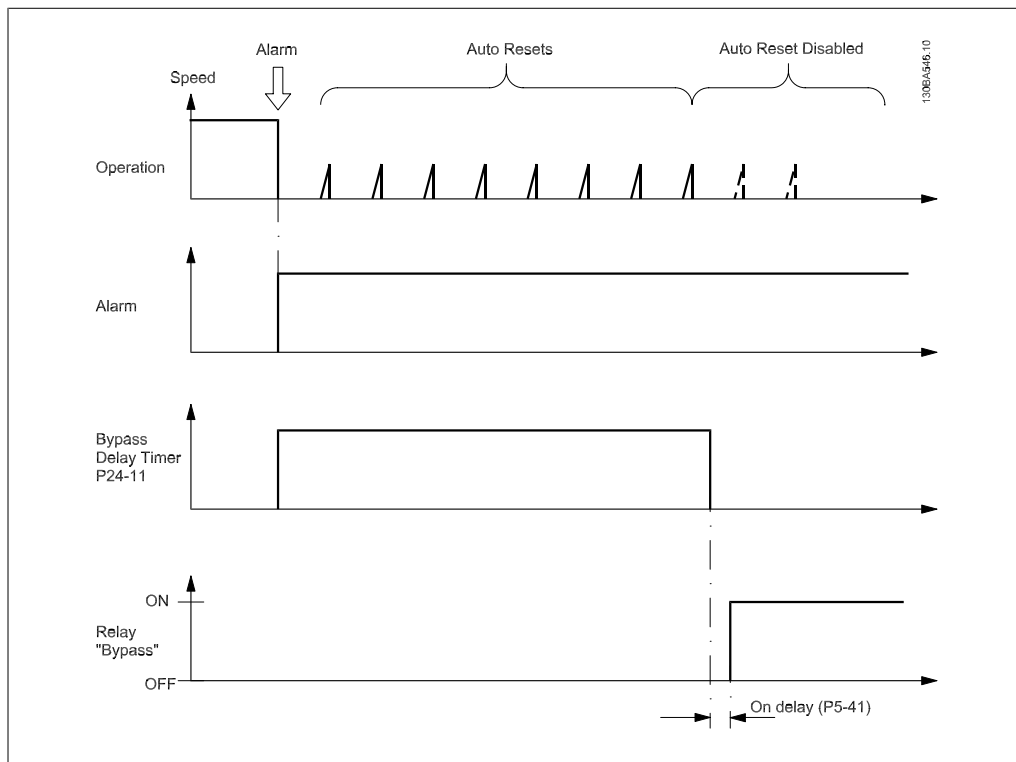 Alarm
Auto Resets
Auto Reset Disabled
130BA546.10
Speed
Operation
Alarm
Bypass
Delay Timer
P24-11
ON
Relay
"Bypass"
OFF
On delay (P5-41)